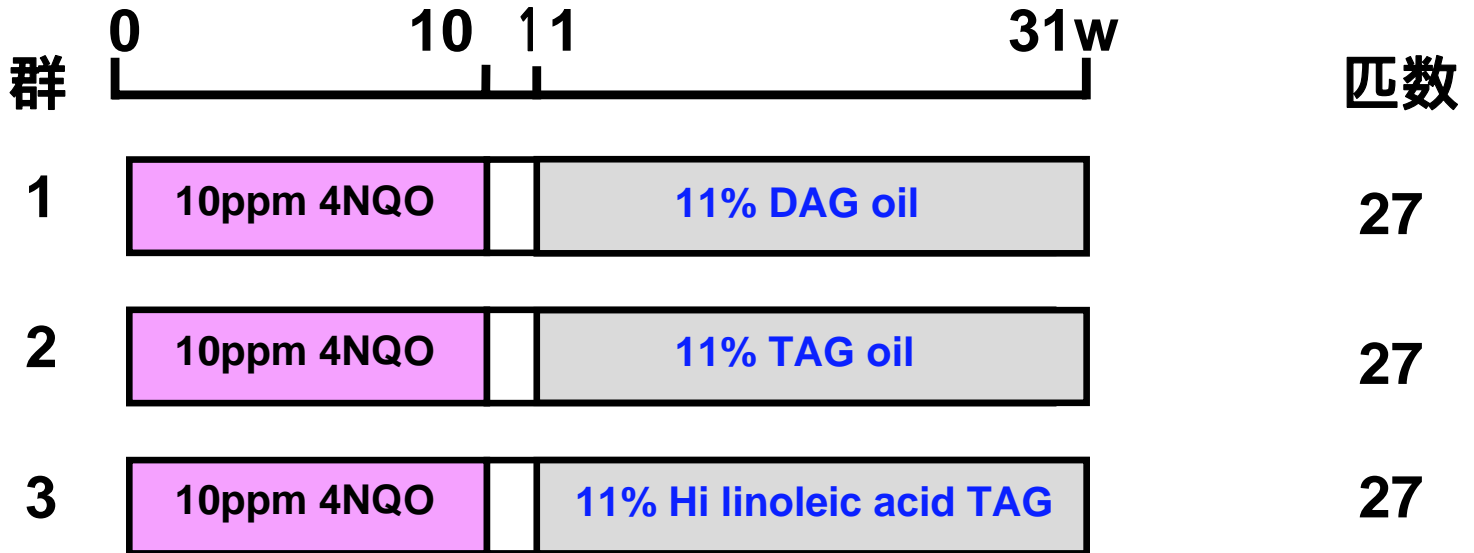 0 10 11 31w
群 匹数
1 10ppm 4NQO 11% DAG oil 27
2 10ppm 4NQO 11% TAG oil 27
3 10ppm 4NQO 11% Hi linoleic acid TAG 27